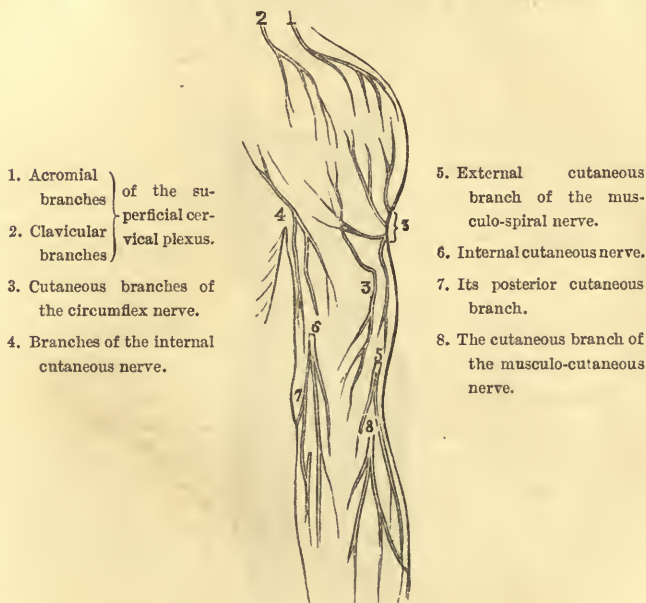 2 1
1. Acromial
branches
2. Clavicular
branches
of the su-
perficial cer-
vical plexus.
3. Cutaneous branches of
the circumflex nerve.
4. Branches of the internal
cutaneous nerve.
4
3
3
6
5
7
8
5. External cutaneous
branch of the mus-
culo-spiral nerve.
6. Internal cutaneous nerve.
7. Its posterior cutaneous
branch.
8. The cutaneous branch of
the musculo-cutaneous
nerve.